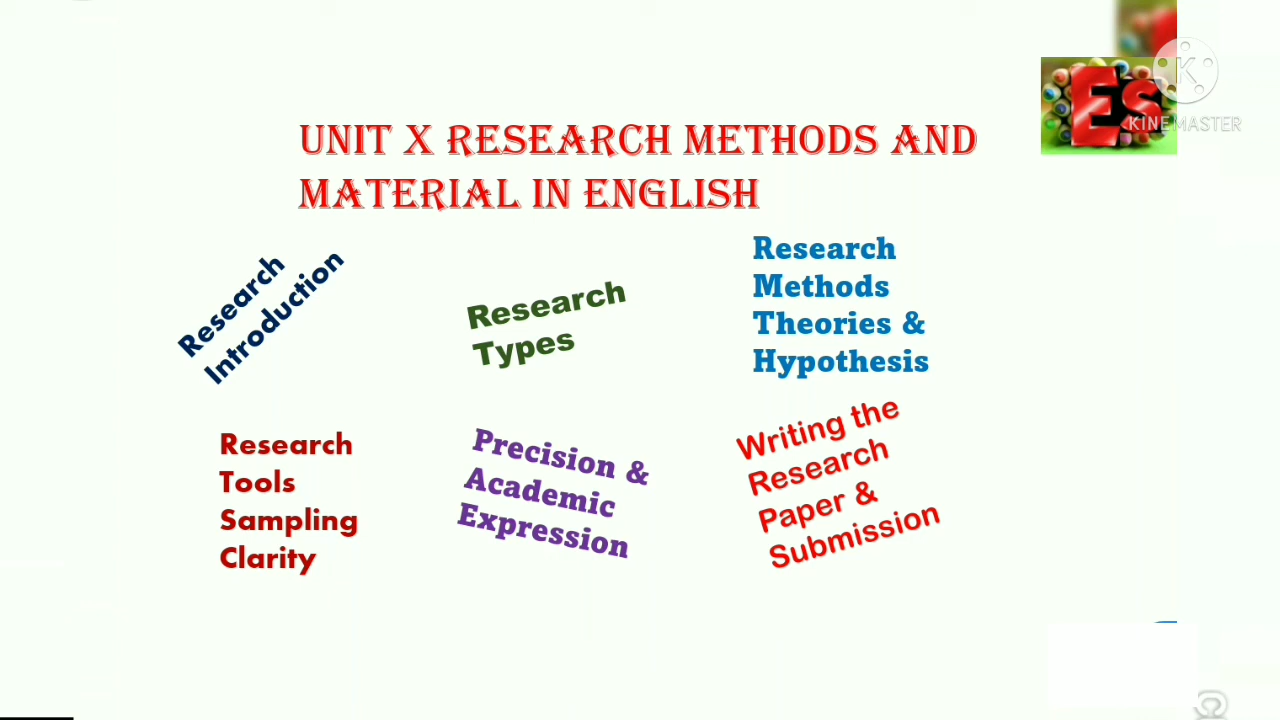 UNIT X RESEARCH METHODS AND
MATERIAL IN ENGLISH
Es
KINEMASTER
Research
Introduction
Research
Types
Research
Methods
Theories &
Hypothesis
Research
Tools
Sampling
Clarity
Precision &
Academic
Expression
Writing the
Research
Paper &
Submission